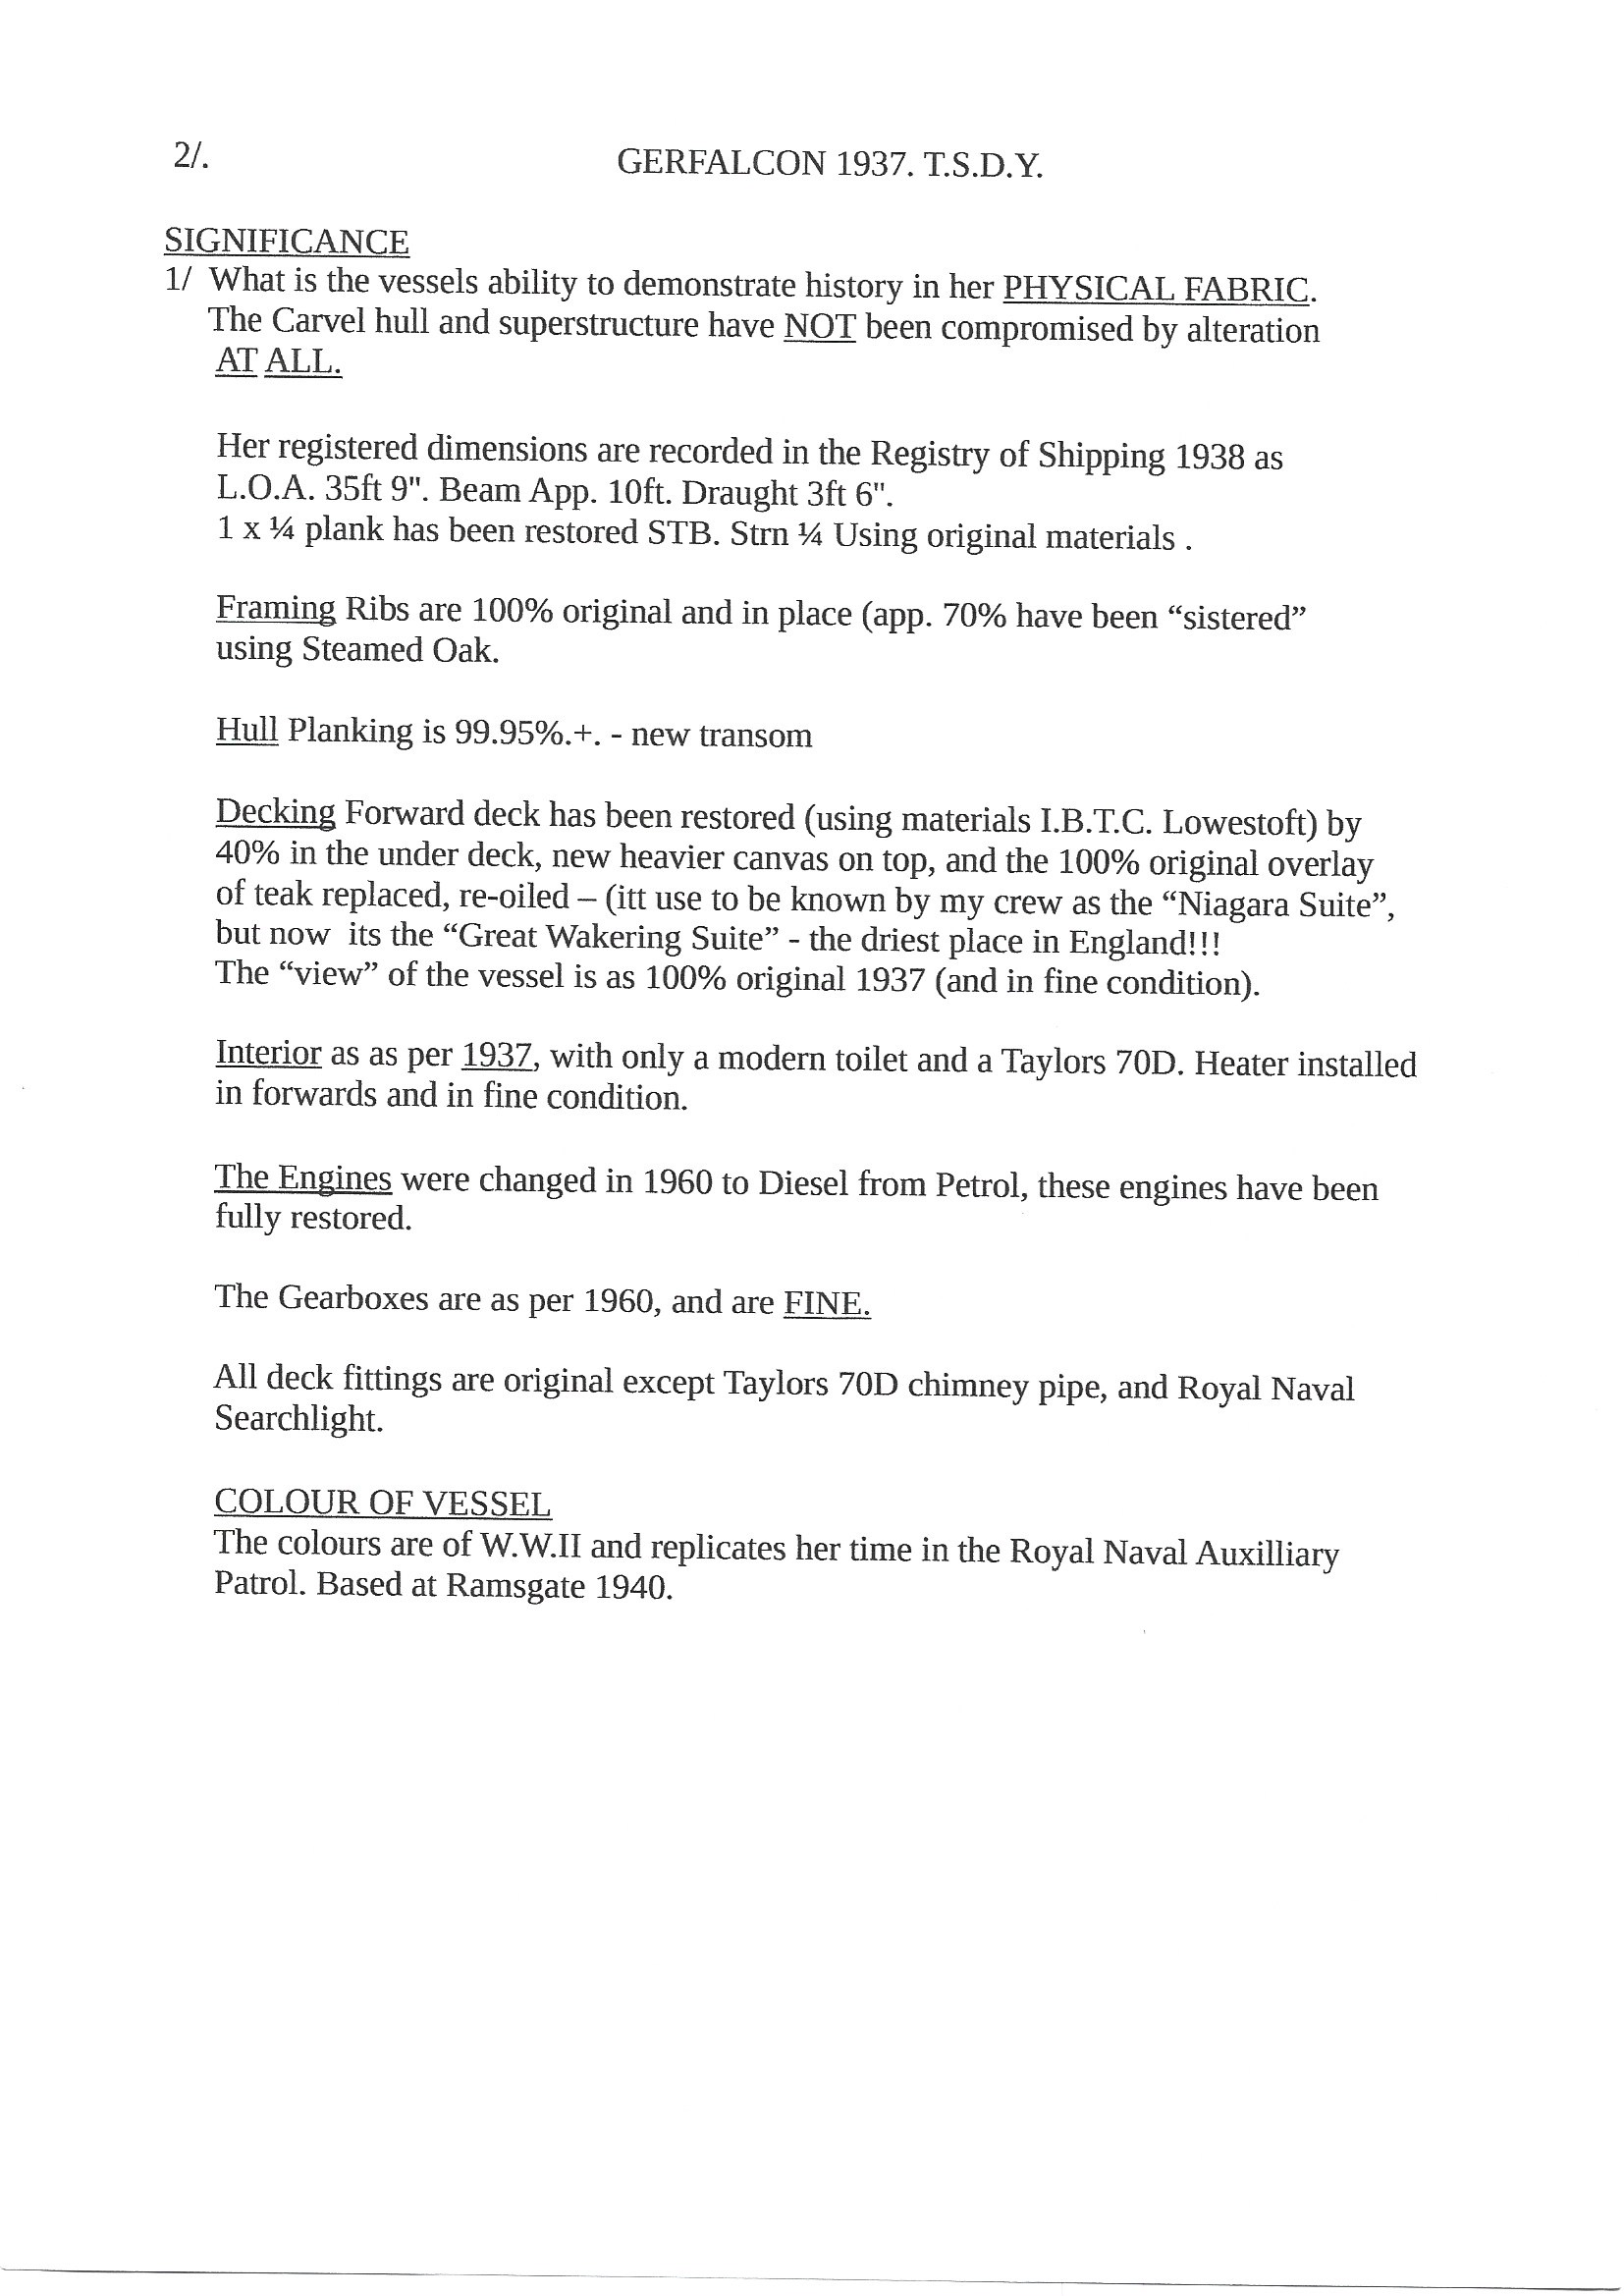 2/.
GERFALCON 1937. T.S.D.Y.
SIGNIFICANCE
1/ What is the vessels ability to demonstrate history in her PHYSICAL FABRIC.
The Carvel hull and superstructure have NOT been compromised by alteration
AT ALL.
Her registered dimensions are recorded in the Registry of Shipping 1938 as
L.O.A. 35ft 9". Beam App. 10ft. Draught 3ft 6".
1 x ¼ plank has been restored STB. Strn ¼ Using original materials .
Framing Ribs are 100% original and in place (app. 70% have been “sistered”
using Steamed Oak.
Hull Planking is 99.95%.+. - new transom
Decking Forward deck has been restored (using materials I.B.T.C. Lowestoft) by
40% in the under deck, new heavier canvas on top, and the 100% original overlay
of teak replaced, re-oiled – (itt use to be known by my crew as the “Niagara Suite”,
but now its the “Great Wakering Suite” - the driest place in England!!!
The “view” of the vessel is as 100% original 1937 (and in fine condition).
Interior as as per 1937, with only a modern toilet and a Taylors 70D. Heater installed
in forwards and in fine condition.
The Engines were changed in 1960 to Diesel from Petrol, these engines have been
fully restored.
The Gearboxes are as per 1960, and are FINE.
All deck fittings are original except Taylors 70D chimney pipe, and Royal Naval
Searchlight.
COLOUR OF VESSEL
The colours are of W.W.II and replicates her time in the Royal Naval Auxilliary
Patrol. Based at Ramsgate 1940.